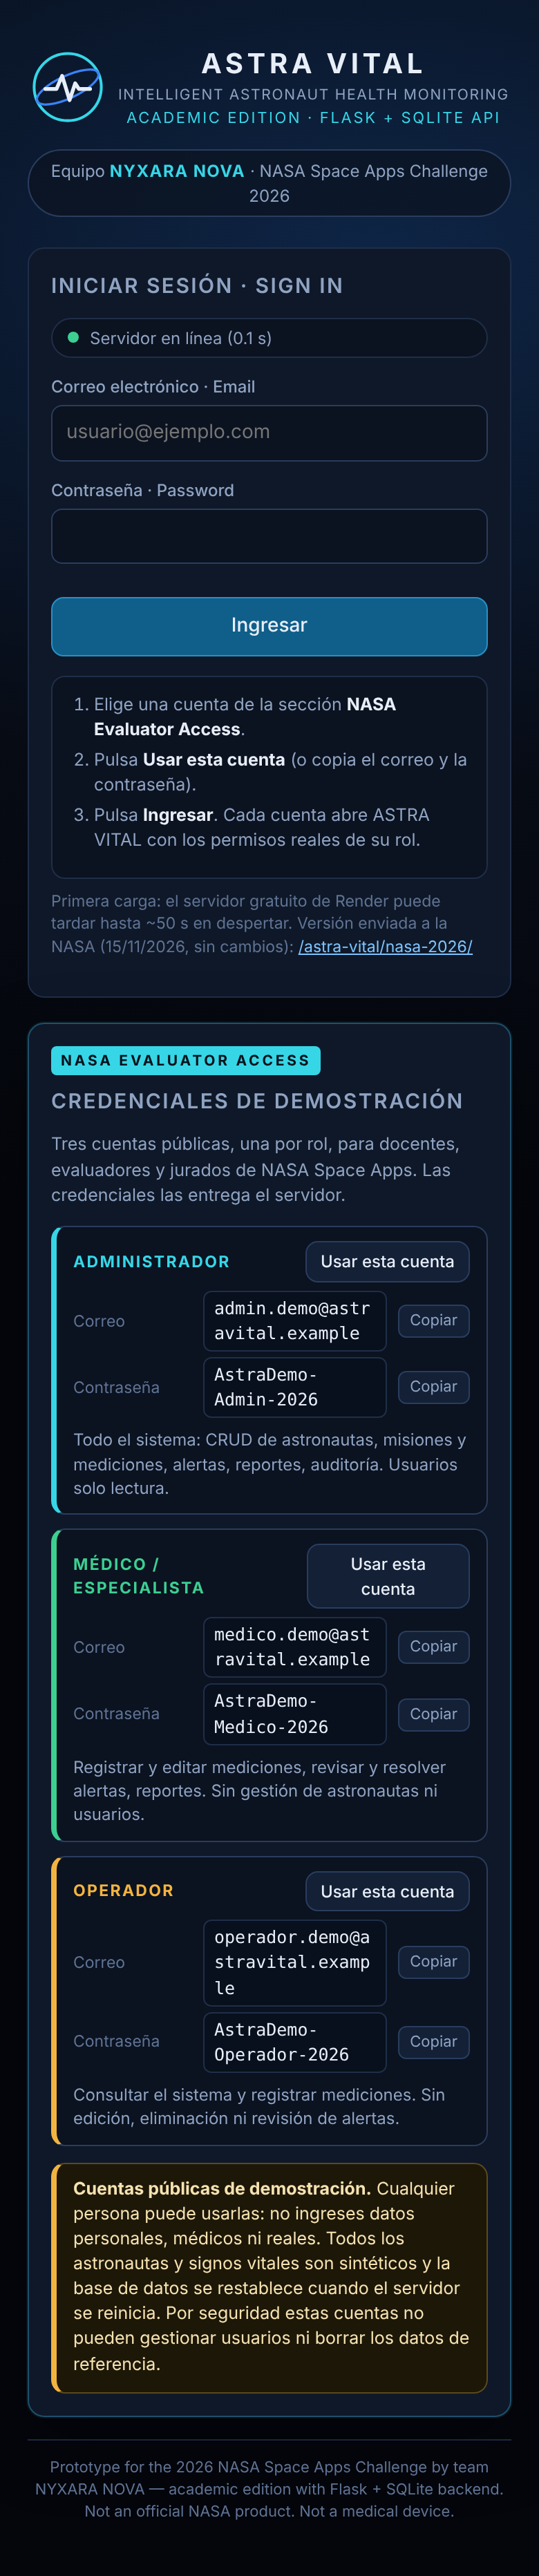 ASTRA VITAL
INTELLIGENT ASTRONAUT HEALTH MONITORING
ACADEMIC EDITION · FLASK + SQLITE API
Equipo NYXARA NOVA · NASA Space Apps Challenge
2026
INICIAR SESIÓN · SIGN IN
Servidor en línea (0.1 s)
Correo electrónico · Email
usuario@ejemplo.com
Contraseña · Password
Ingresar
1. Elige una cuenta de la sección NASA
Evaluator Access.
2. Pulsa Usar esta cuenta (o copia el correo y la
contraseña).
3. Pulsa Ingresar. Cada cuenta abre ASTRA
VITAL con los permisos reales de su rol.
Primera carga: el servidor gratuito de Render puede
tardar hasta ~50 s en despertar. Versión enviada a la
NASA (15/11/2026, sin cambios): /astra-vital/nasa-2026/
NASA EVALUATOR ACCESS
CREDENCIALES DE DEMOSTRACIÓN
Tres cuentas públicas, una por rol, para docentes,
evaluadores y jurados de NASA Space Apps. Las
credenciales las entrega el servidor.
ADMINISTRADOR
Usar esta cuenta
Correo
admin.demo@astr
avital.example
Copiar
Contraseña
AstraDemo-
Admin-2026
Copiar
Todo el sistema: CRUD de astronautas, misiones y
mediciones, alertas, reportes, auditoría. Usuarios
solo lectura.
MÉDICO /
ESPECIALISTA
Usar esta
cuenta
Correo
medico.demo@ast
ravital.example
Copiar
Contraseña
AstraDemo-
Medico-2026
Copiar
Registrar y editar mediciones, revisar y resolver
alertas, reportes. Sin gestión de astronautas ni
usuarios.
OPERADOR
Usar esta cuenta
Correo
operador.demo@a
stravital.examp
le
Copiar
Contraseña
AstraDemo-
Operador-2026
Copiar
Consultar el sistema y registrar mediciones. Sin
edición, eliminación ni revisión de alertas.
Cuentas públicas de demostración. Cualquier
persona puede usarlas: no ingreses datos
personales, médicos ni reales. Todos los
astronautas y signos vitales son sintéticos y la
base de datos se restablece cuando el servidor
se reinicia. Por seguridad estas cuentas no
pueden gestionar usuarios ni borrar los datos de
referencia.
Prototype for the 2026 NASA Space Apps Challenge by team
NYXARA NOVA — academic edition with Flask + SQLite backend.
Not an official NASA product. Not a medical device.